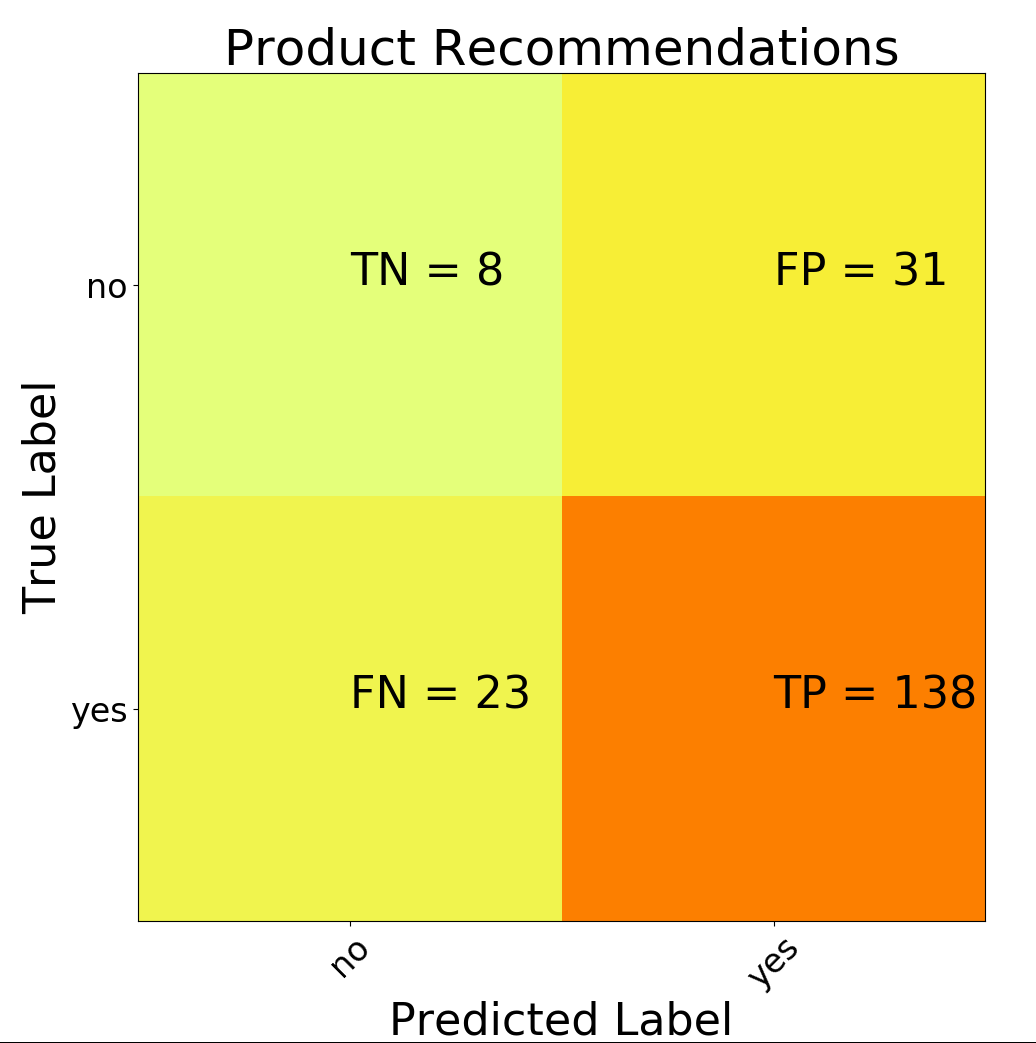 Product Recommendations
TN = 8
FP = 31
no
True Label
FN = 23
TP = 138
yes
no
yes
Predicted Label